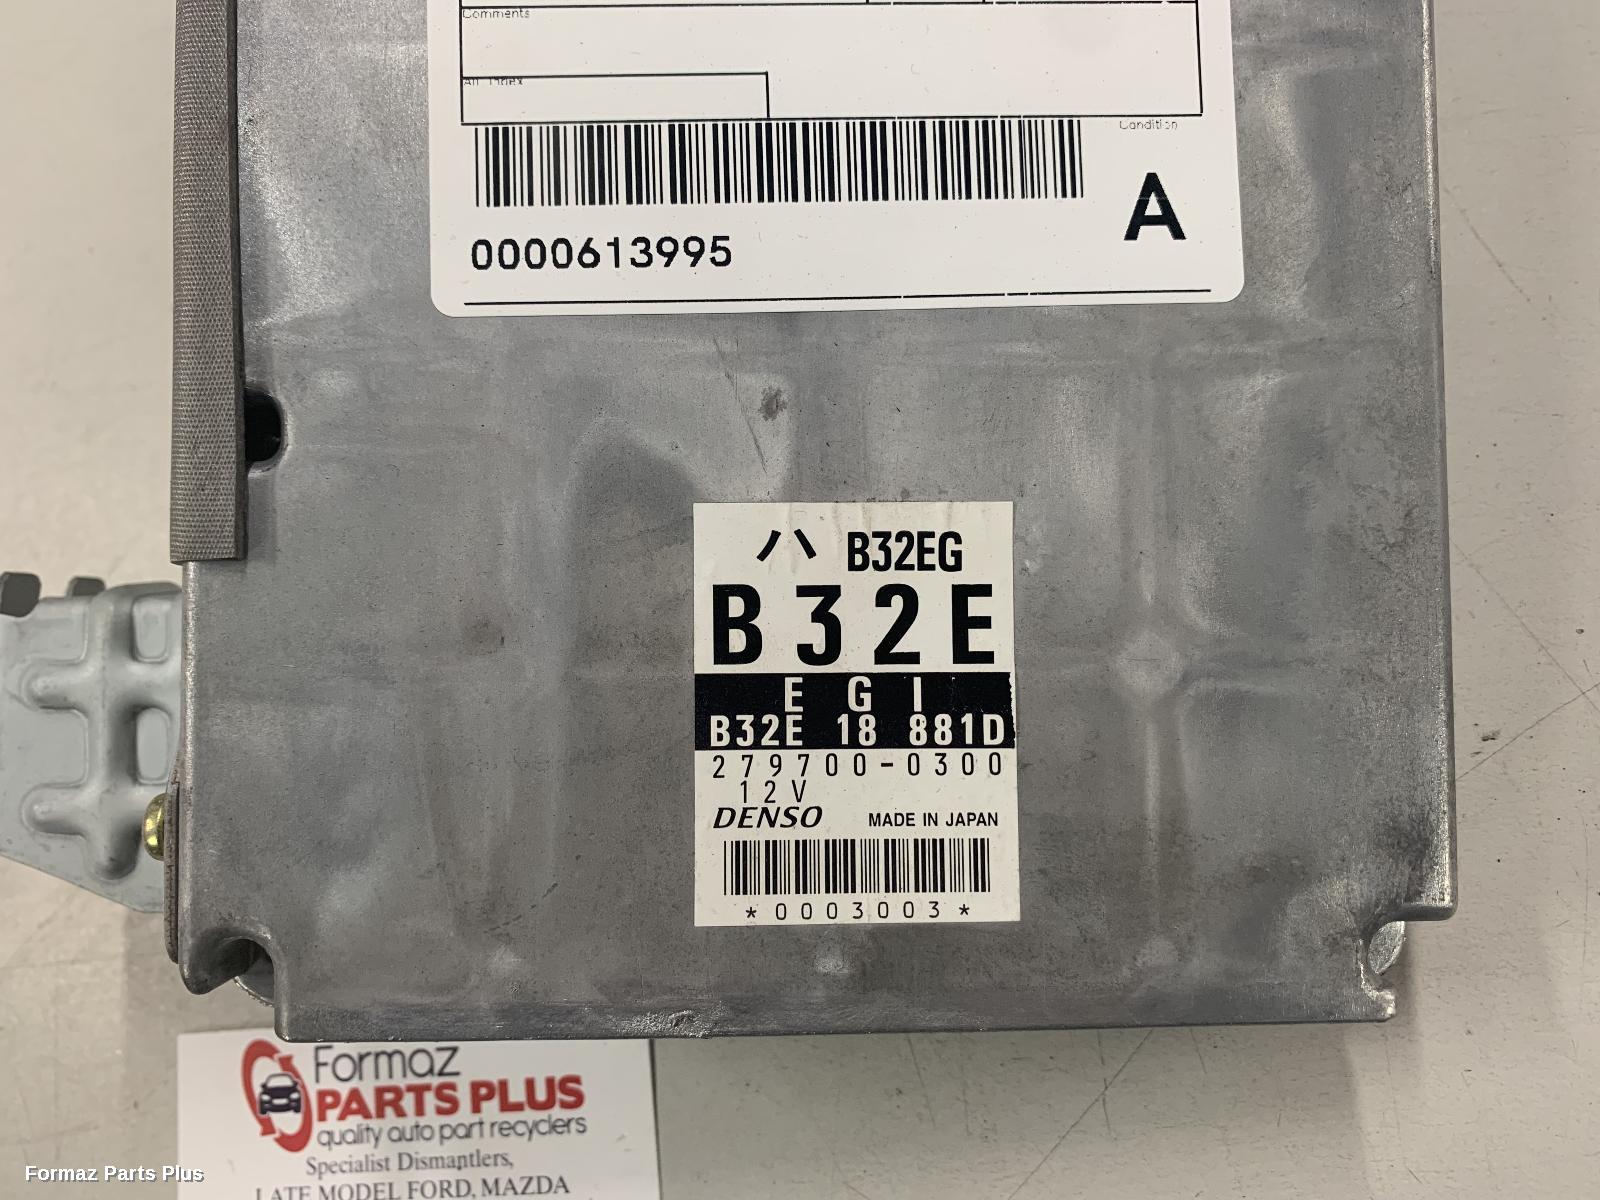 Comments
Condition
A
0000613995
ハ B32EG
B32E
E G I
B32E 18 881D
279700-0300
12V
DENSO MADE IN JAPAN
*0003003*
Formaz
PARTS PLUS
quality auto part recyclers
Specialist Dismantlers,
LATE MODEL FORD, MAZDA
Formaz Parts Plus